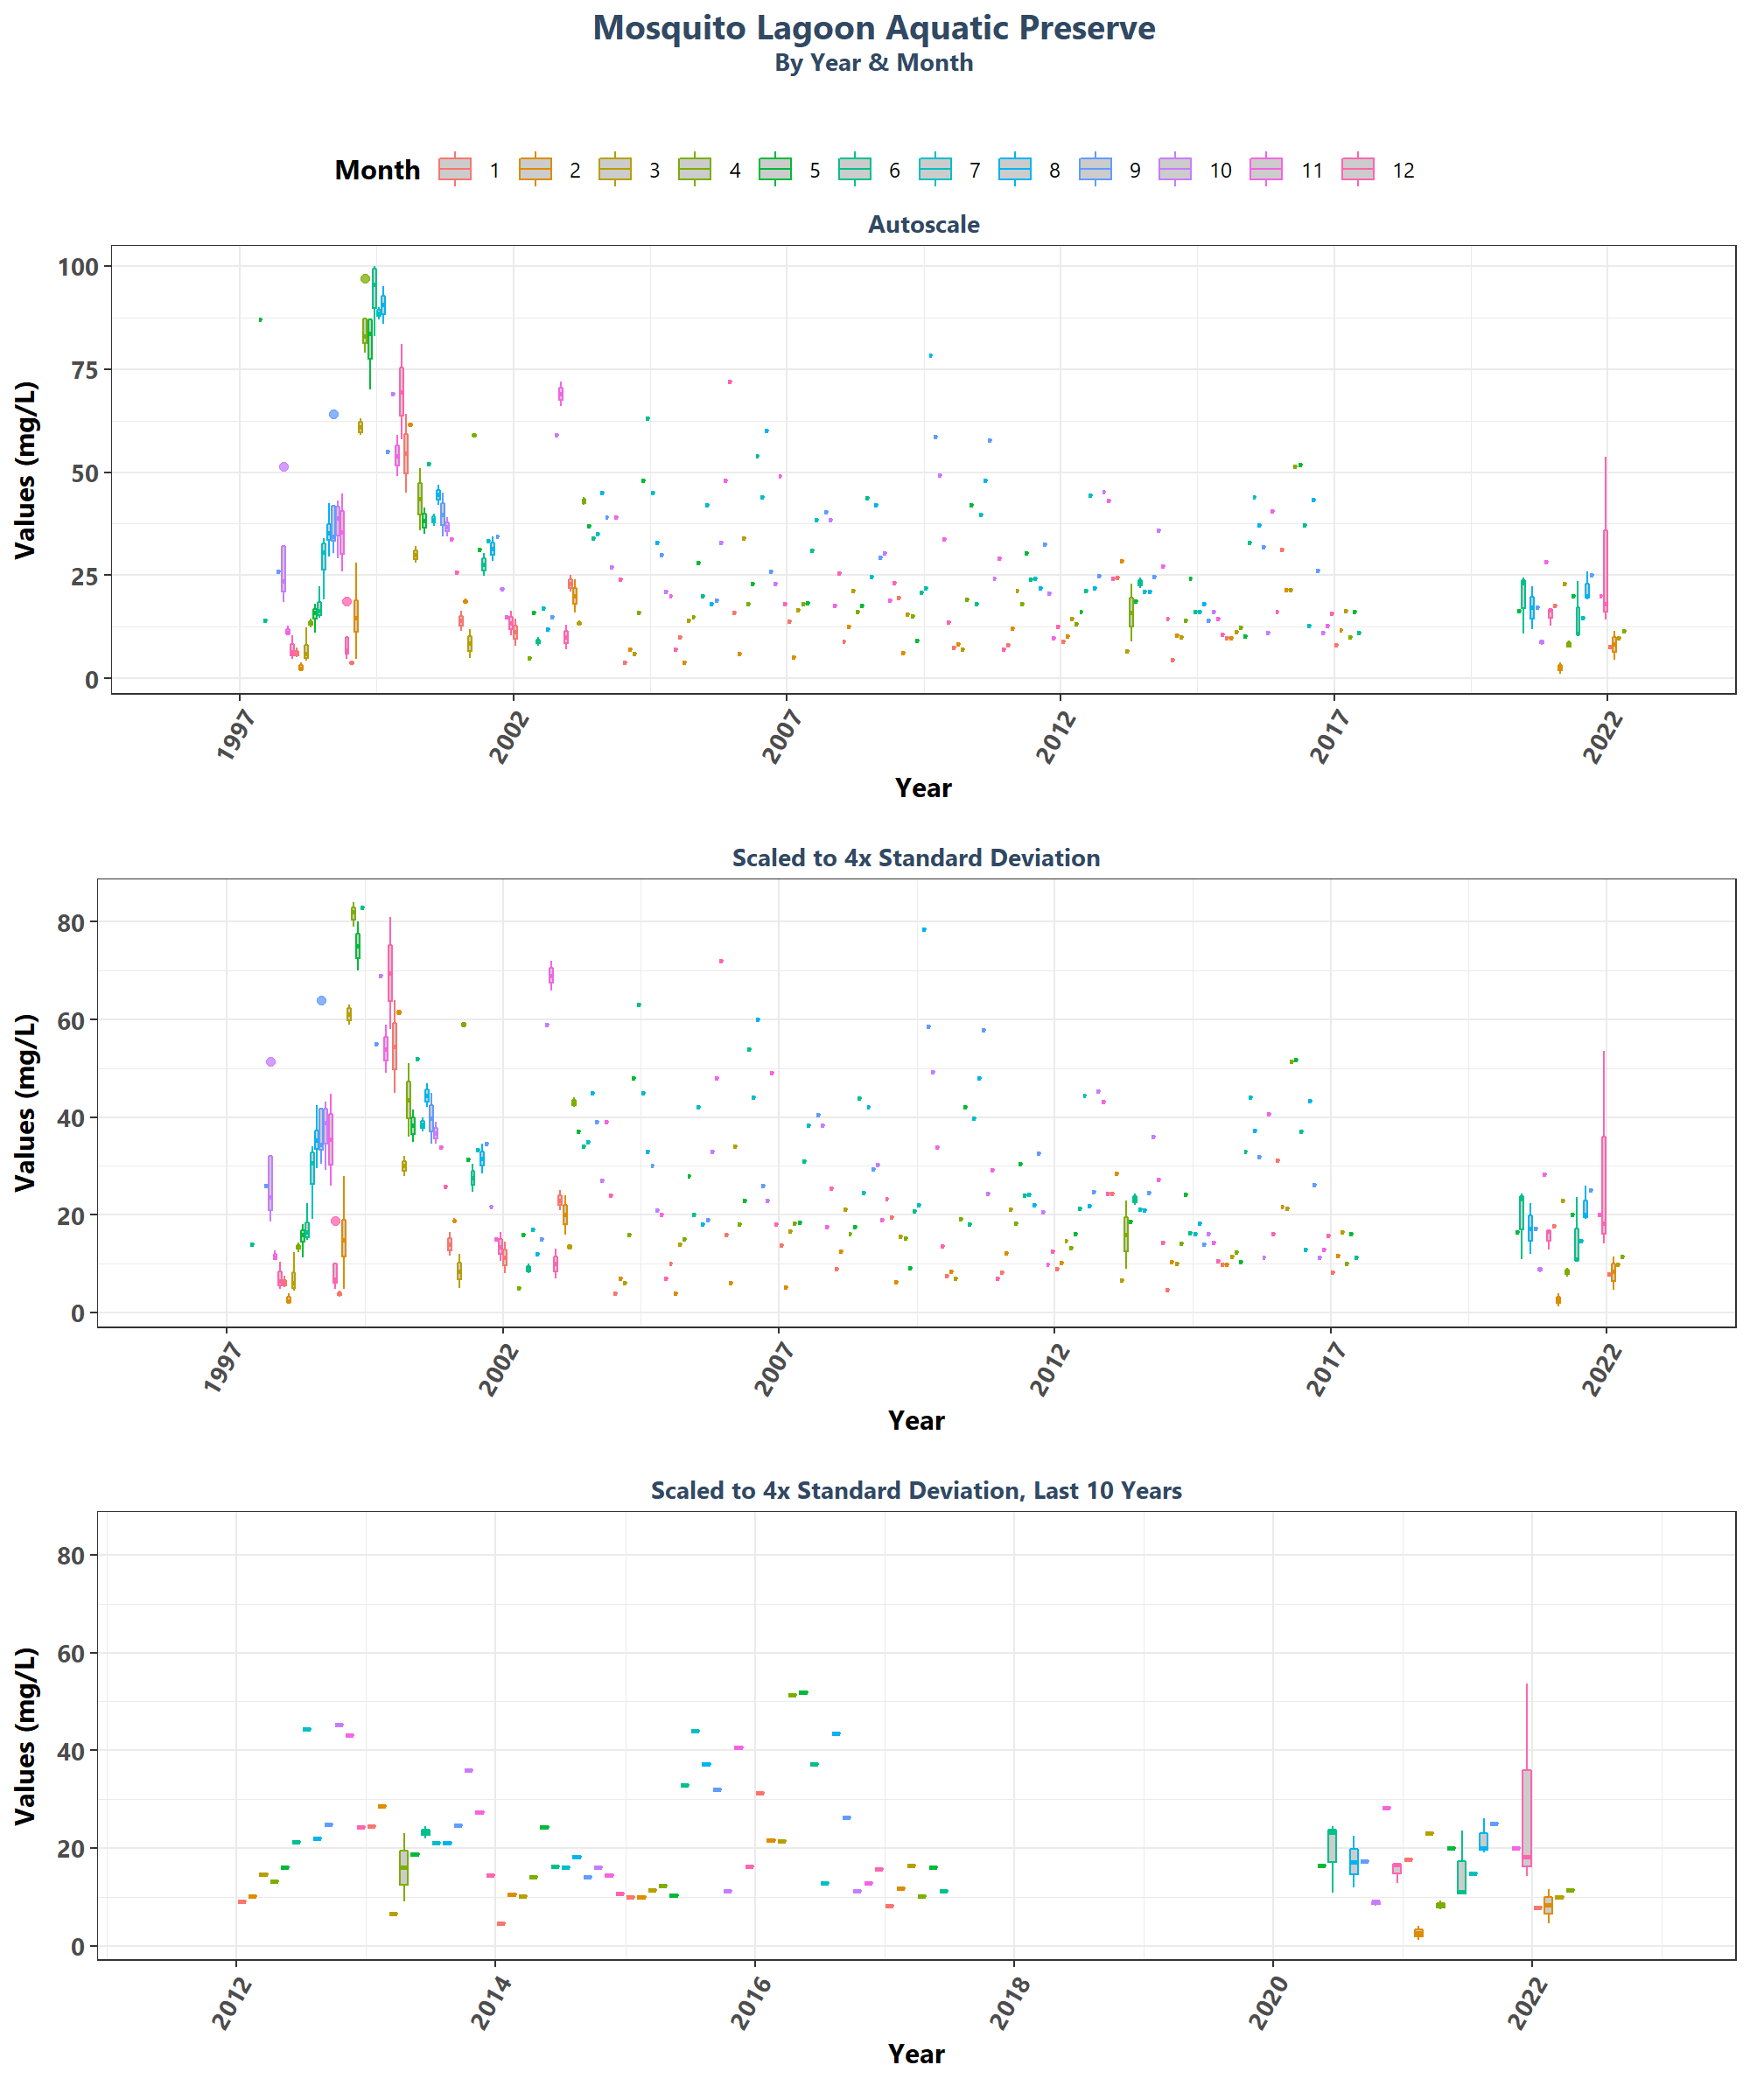 Mosquito Lagoon Aquatic Preserve
By Year & Month
Month 1 2 3 4 5 6 7 8 9 10 11 12
Autoscale
Values (mg/L)
100
75
50
25
0
1997 2002 2007 2012 2017 2022
Year
Scaled to 4x Standard Deviation
Values (mg/L)
80
60
40
20
0
1997 2002 2007 2012 2017 2022
Year
Scaled to 4x Standard Deviation, Last 10 Years
Values (mg/L)
80
60
40
20
0
2012 2014 2016 2018 2020 2022
Year